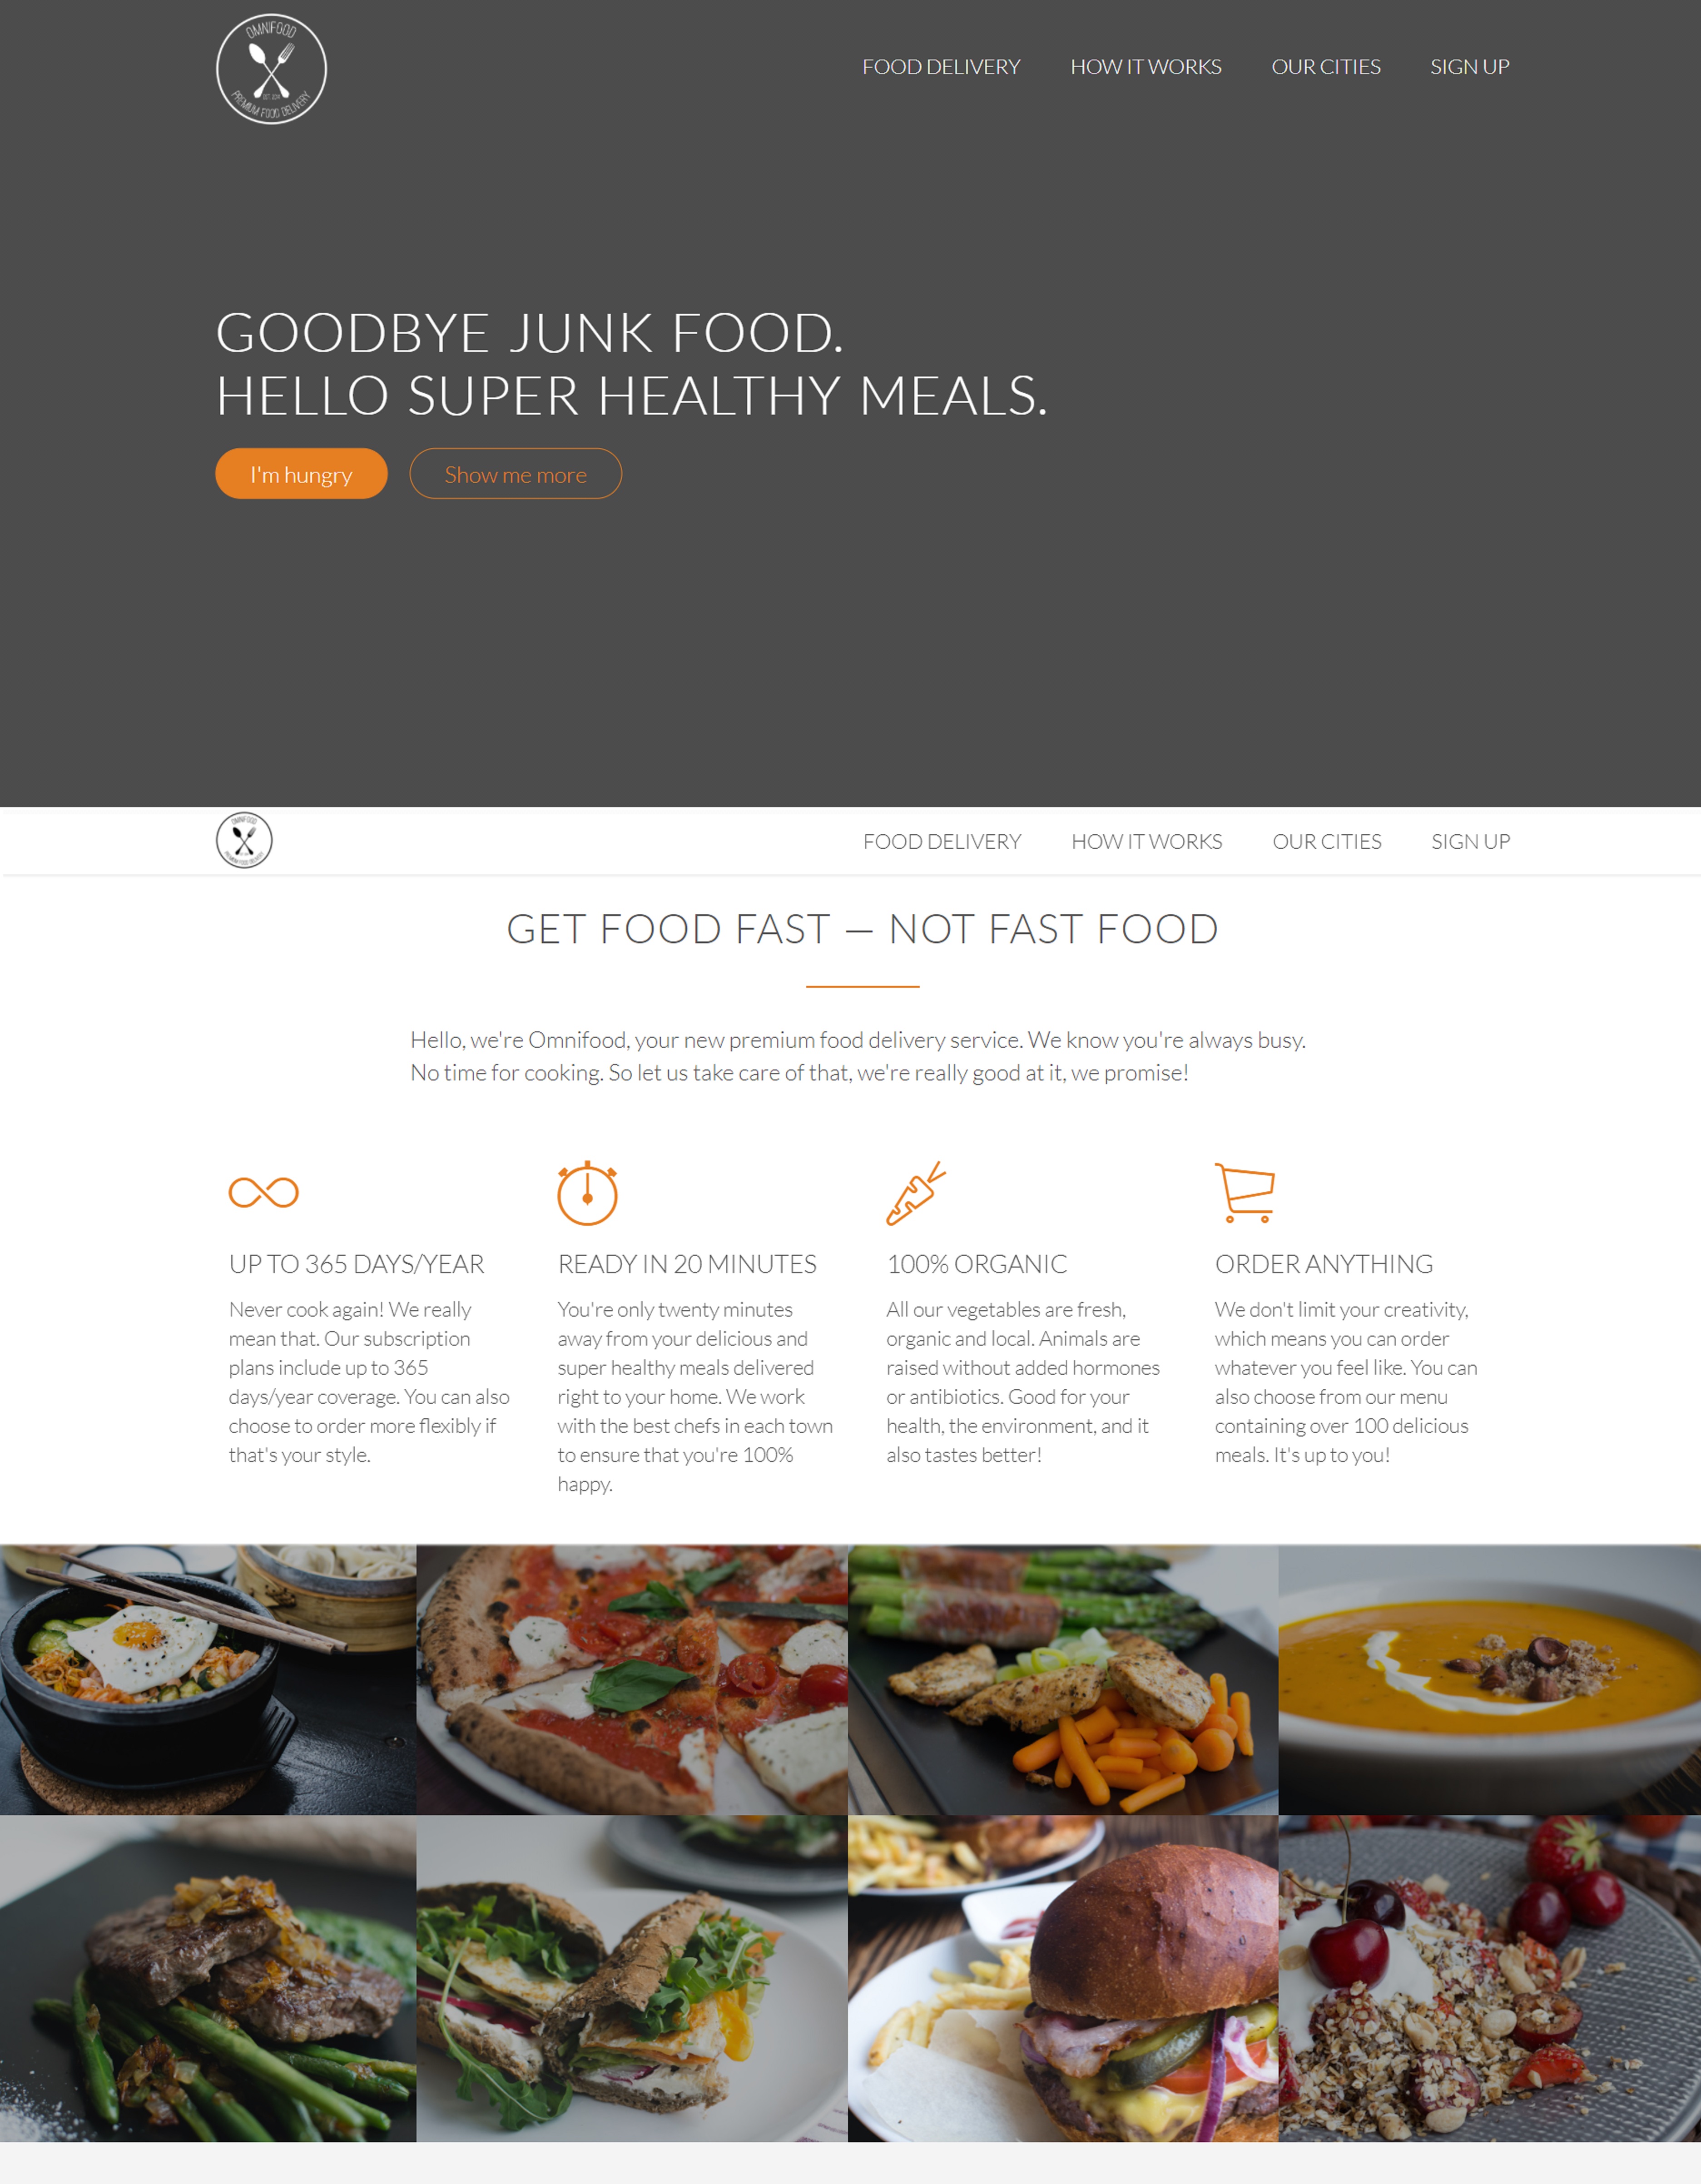 OMNIFOOD
PREMIUM FOOD DELIVERY
FOOD DELIVERY HOW IT WORKS OUR CITIES SIGN UP
GOODBYE JUNK FOOD.
HELLO SUPER HEALTHY MEALS.
I'm hungry Show me more
OMNIFOOD
PREMIUM FOOD DELIVERY
FOOD DELIVERY HOW IT WORKS OUR CITIES SIGN UP
GET FOOD FAST — NOT FAST FOOD
Hello, we're Omnifood, your new premium food delivery service. We know you're always busy.
No time for cooking. So let us take care of that, we're really good at it, we promise!
UP TO 365 DAYS/YEAR
Never cook again! We really
mean that. Our subscription
plans include up to 365
days/year coverage. You can also
choose to order more flexibly if
that's your style.
READY IN 20 MINUTES
You're only twenty minutes
away from your delicious and
super healthy meals delivered
right to your home. We work
with the best chefs in each town
to ensure that you're 100%
happy.
100% ORGANIC
All our vegetables are fresh,
organic and local. Animals are
raised without added hormones
or antibiotics. Good for your
health, the environment, and it
also tastes better!
ORDER ANYTHING
We don't limit your creativity,
which means you can order
whatever you feel like. You can
also choose from our menu
containing over 100 delicious
meals. It's up to you!